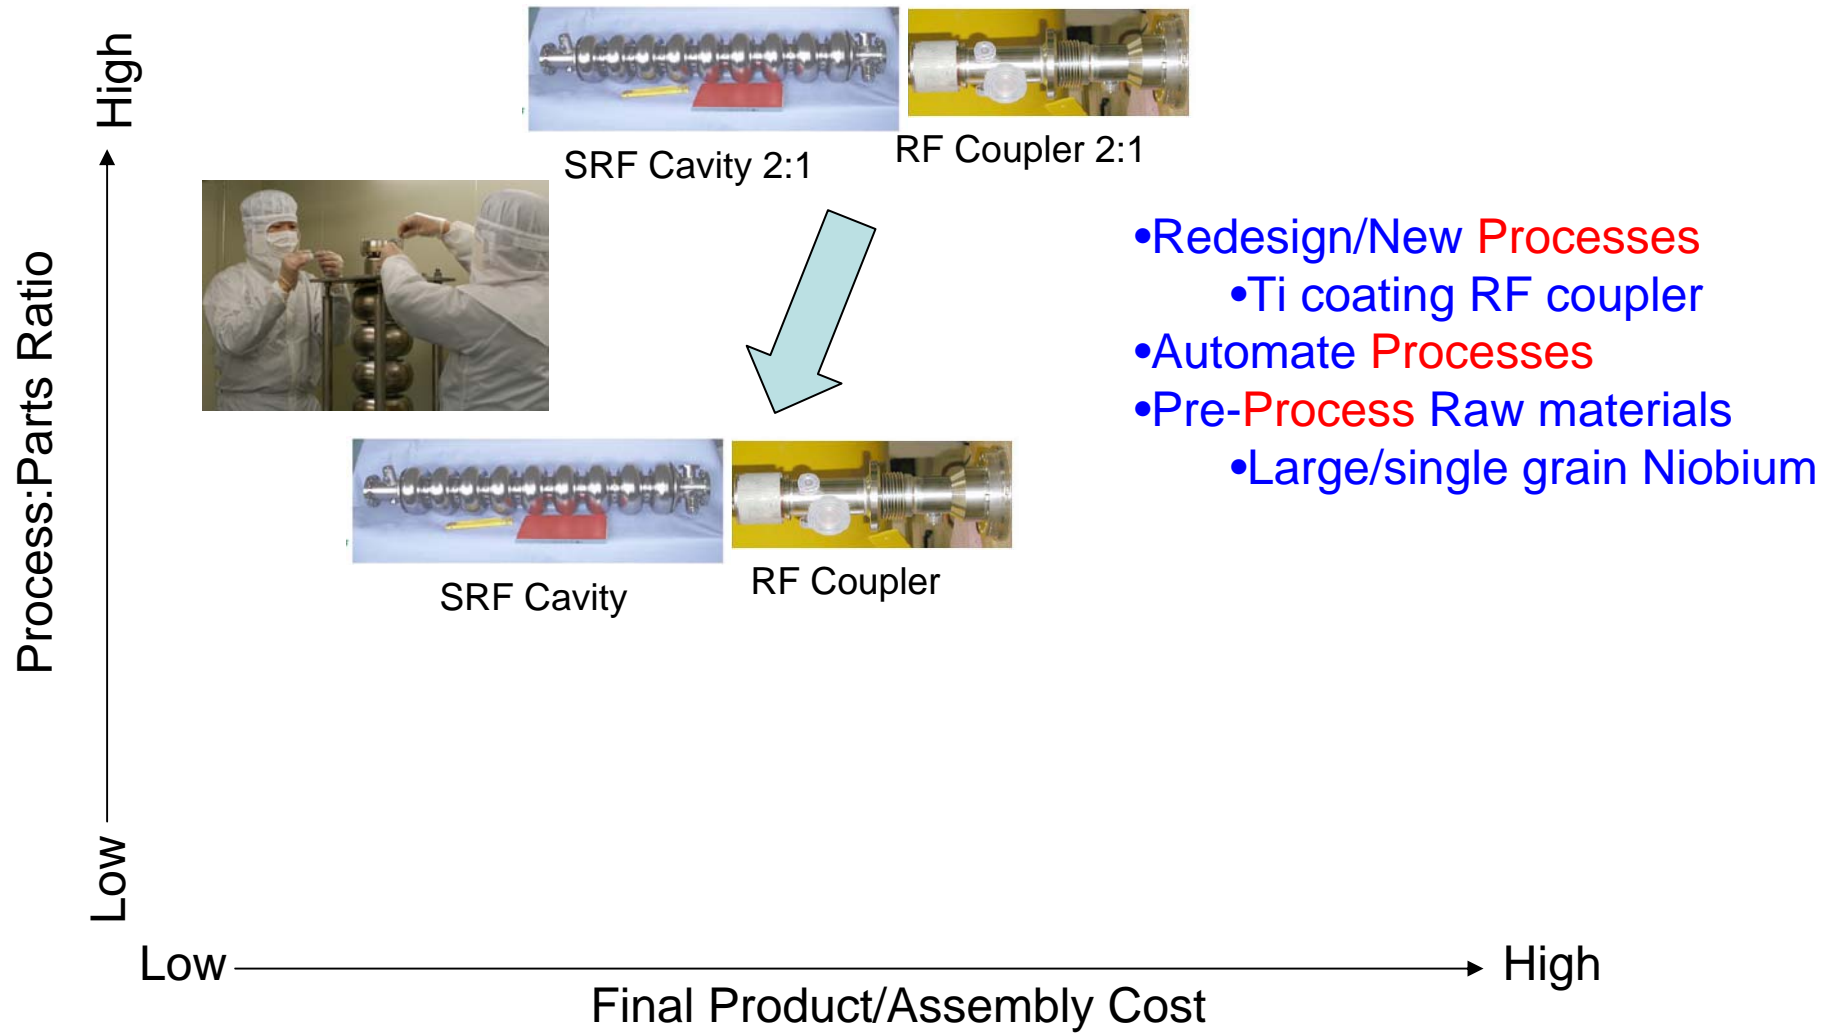 High
SRF Cavity 2:1
RF Coupler 2:1
•Redesign/New Processes
•Ti coating RF coupler
•Automate Processes
•Pre-Process Raw materials
•Large/single grain Niobium
Process:Parts Ratio
SRF Cavity
RF Coupler
Low
Low
High
Final Product/Assembly Cost